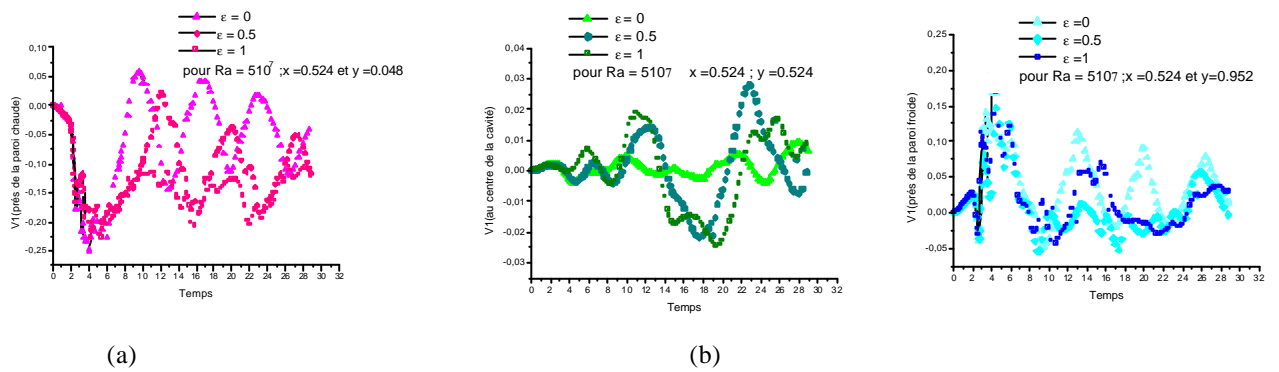 ε = 0
ε = 0.5
ε = 1
pour Ra = 510⁷ ;x =0.524 et y =0.048
0,10
0,05
0,00
-0,05
-0,10
-0,15
-0,20
-0,25
V1(prés de la paroi chaude)
0 2 4 6 8 10 12 14 16 18 20 22 24 26 28 30 32
Temps
(a)
ε = 0
ε = 0.5
ε = 1
pour Ra = 5107 x =0.524 ; y =0.524
0,04
0,03
0,02
0,01
0,00
-0,01
-0,02
-0,03
V1(au centre de la cavité)
0 2 4 6 8 10 12 14 16 18 20 22 24 26 28 30 32
Temps
(b)
ε =0
ε =0.5
ε =1
pour Ra = 5107 ;x =0.524 et y=0.952
0,25
0,20
0,15
0,10
0,05
0,00
-0,05
V1(prés de la paroi froide)
0 2 4 6 8 10 12 14 16 18 20 22 24 26 28 30 32
Temps